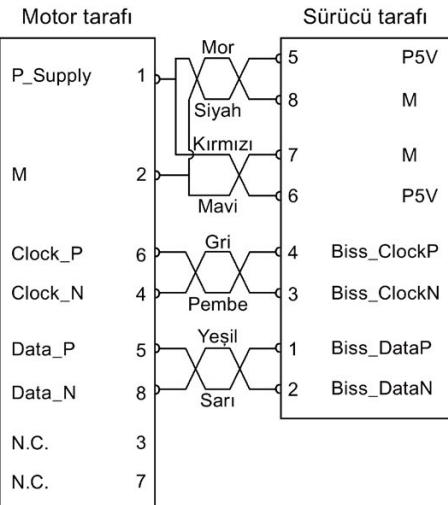 Motor tarafı
Sürücü tarafı
P_Supply 1
Mor
5 P5V
Siyah
8 M
Kırmızı
7 M
M 2
Mavi
6 P5V
Clock_P 6
Gri
4 Biss_ClockP
Clock_N 4
Pembe
3 Biss_ClockN
Data_P 5
Yeşil
1 Biss_DataP
Data_N 8
Sarı
2 Biss_DataN
N.C. 3
N.C. 7